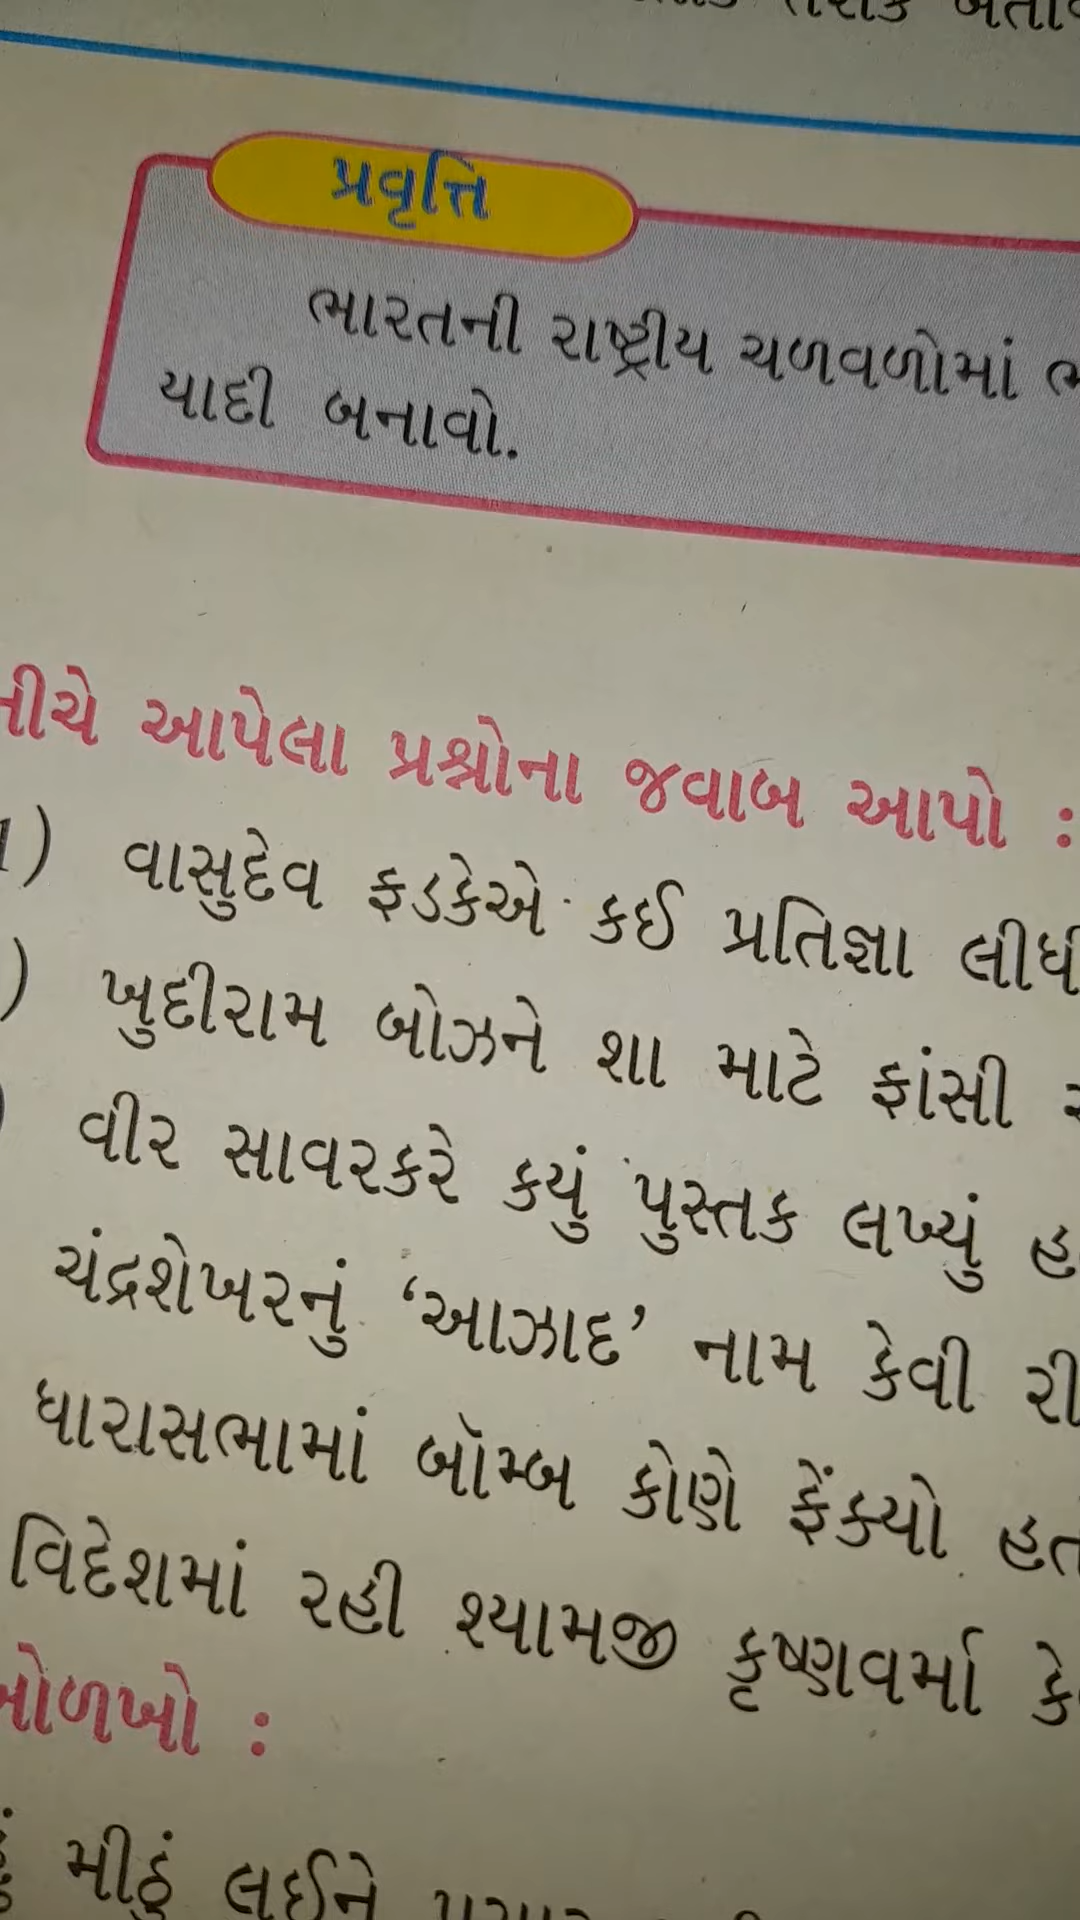 પ્રવૃત્તિ
ભારતની રાષ્ટ્રીય ચળવળોમાં
યાદી બનાવો.
નીચે આપેલા પ્રશ્નોના જવાબ આપો :
1) વાસુદેવ ફડકેએ કઈ પ્રતિજ્ઞા લીધી
) ખુદીરામ બોઝને શા માટે ફાંસી
વીર સાવરકરે કયું પુસ્તક લખ્યું
ચંદ્રશેખરનું ‘આઝાદ’ નામ કેવી રી
ધારાસભામાં બૉમ્બ કોણે ફેંક્યો હત
વિદેશમાં રહી શ્યામજી કૃષ્ણવર્મા કે
ઓળખો :
મીઠું લઈને